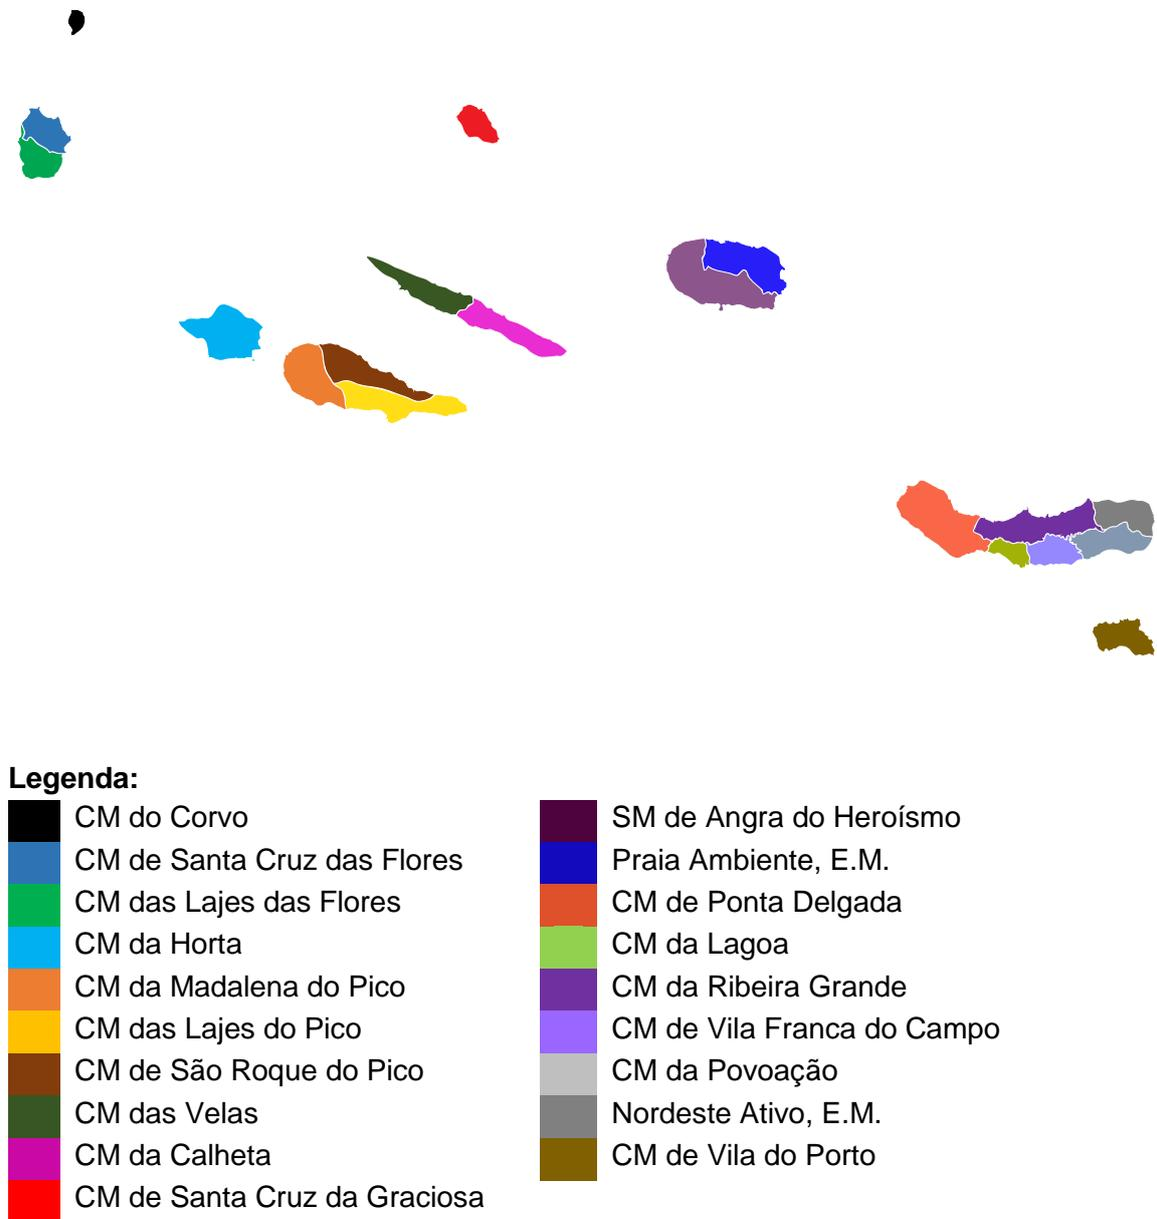 Legenda:
CM do Corvo
CM de Santa Cruz das Flores
CM das Lajes das Flores
CM da Horta
CM da Madalena do Pico
CM das Lajes do Pico
CM de São Roque do Pico
CM das Velas
CM da Calheta
CM de Santa Cruz da Graciosa
SM de Angra do Heroísmo
Praia Ambiente, E.M.
CM de Ponta Delgada
CM da Lagoa
CM da Ribeira Grande
CM de Vila Franca do Campo
CM da Povoação
Nordeste Ativo, E.M.
CM de Vila do Porto